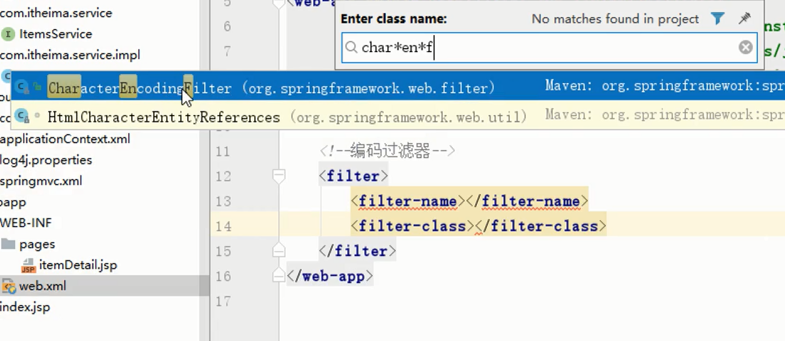 com.itheima.service
ItemsService
com.itheima.service.impl
applicationContext.xml
log4j.properties
springmvc.xml
WEB-INF
pages
itemDetail.jsp
web.xml
index.jsp
Enter class name:
No matches found in project
char*en*f
CharacterEncodingFilter (org.springframework.web.filter)
Maven: org.springframework:spr
HtmlCharacterEntityReferences (org.springframework.web.util)
Maven: org.springframework:spr
5
6
7
11 <!--编码过滤器-->
12 <filter>
13 <filter-name></filter-name>
14 <filter-class></filter-class>
15 </filter>
16 </web-app>
17